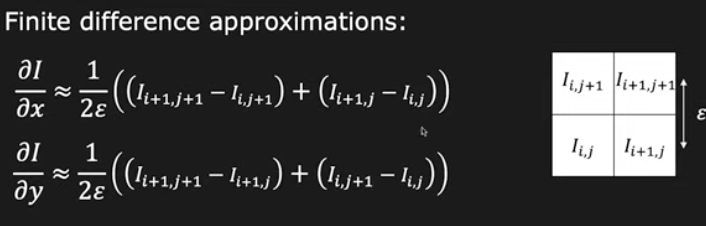 Finite difference approximations:
∂I/∂x ≈ 1/2ε ((I_{i+1,j+1} − I_{i,j+1}) + (I_{i+1,j} − I_{i,j}))
∂I/∂y ≈ 1/2ε ((I_{i+1,j+1} − I_{i+1,j}) + (I_{i,j+1} − I_{i,j}))
I_{i,j+1} I_{i+1,j+1}
ε
I_{i,j} I_{i+1,j}